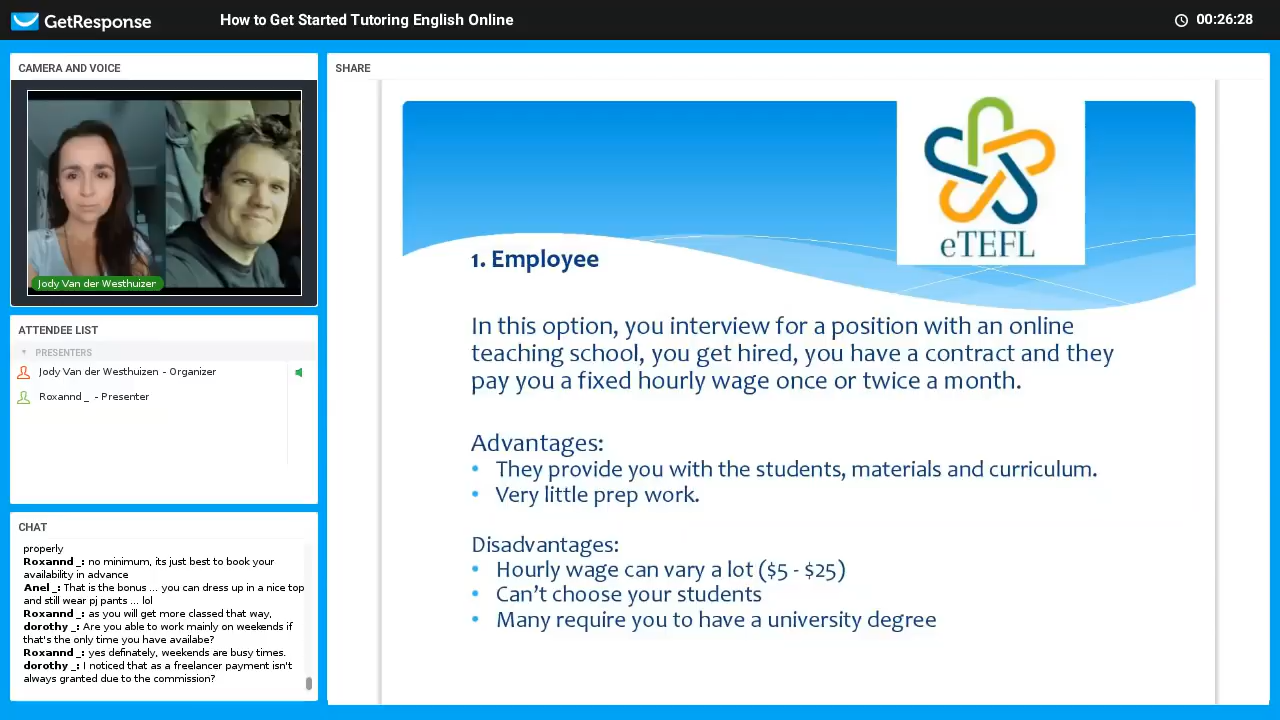 GetResponse
How to Get Started Tutoring English Online
00:26:28
CAMERA AND VOICE
Jody Van der Westhuizer
ATTENDEE LIST
PRESENTERS
Jody Van der Westhuizen - Organizer
Roxannd _ - Presenter
CHAT
properly
Roxannd _: no minimum, its just best to book your
availability in advance
Anel _: That is the bonus ... you can dress up in a nice top
and still wear pj pants ... lol
Roxannd _: as you will get more classed that way,
dorothy _: Are you able to work mainly on weekends if
that's the only time you have availabe?
Roxannd _: yes definately, weekends are busy times.
dorothy _: I noticed that as a freelancer payment isn't
always granted due to the commission?
SHARE
eTEFL
1. Employee
In this option, you interview for a position with an online
teaching school, you get hired, you have a contract and they
pay you a fixed hourly wage once or twice a month.
Advantages:
• They provide you with the students, materials and curriculum.
• Very little prep work.
Disadvantages:
• Hourly wage can vary a lot ($5 - $25)
• Can't choose your students
• Many require you to have a university degree